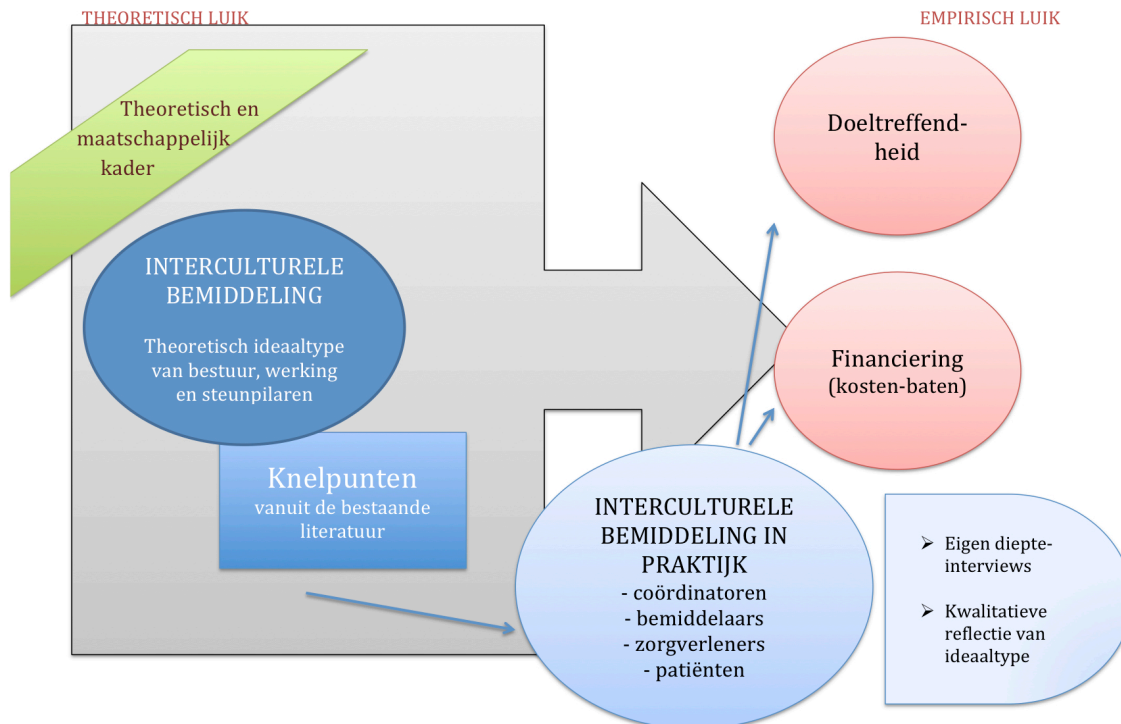 THEORETISCH LUIK
EMPIRISCH LUIK
Theoretisch en
maatschappelijk
kader
INTERCULTURELE
BEMIDDELING
Theoretisch ideaaltype
van bestuur, werking
en steunpilaren
Knelpunten
vanuit de bestaande
literatuur
Doeltreffend-
heid
Financiering
(kosten-baten)
INTERCULTURELE
BEMIDDELING IN
PRAKTIJK
- coördinatoren
- bemiddelaars
- zorgverleners
- patiënten
➢ Eigen diepte-
interviews
➢ Kwalitatieve
reflectie van
ideaaltype